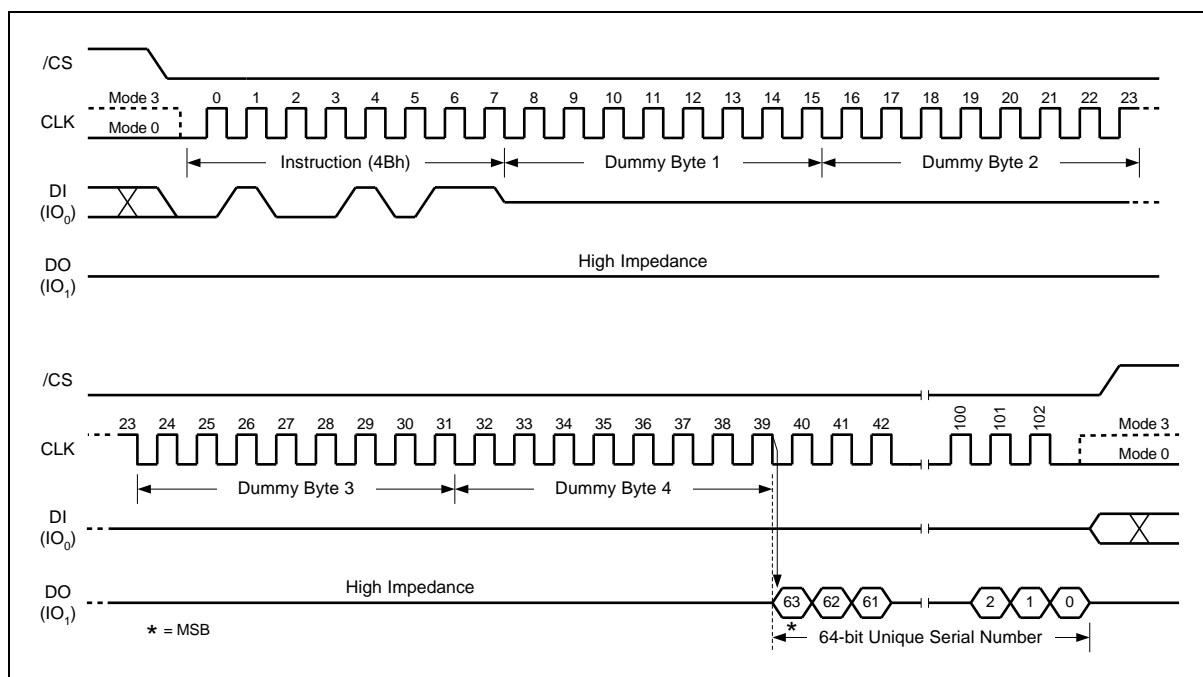 /CS
Mode 3
0 1 2 3 4 5 6 7 8 9 10 11 12 13 14 15 16 17 18 19 20 21 22 23
CLK
Mode 0
Instruction (4Bh) Dummy Byte 1 Dummy Byte 2
DI
(IO0)
High Impedance
DO
(IO1)
/CS
23 24 25 26 27 28 29 30 31 32 33 34 35 36 37 38 39 40 41 42 100 101 102
Mode 3
CLK
Mode 0
Dummy Byte 3 Dummy Byte 4
DI
(IO0)
High Impedance
DO
(IO1)
63 62 61 2 1 0
* = MSB
*
64-bit Unique Serial Number